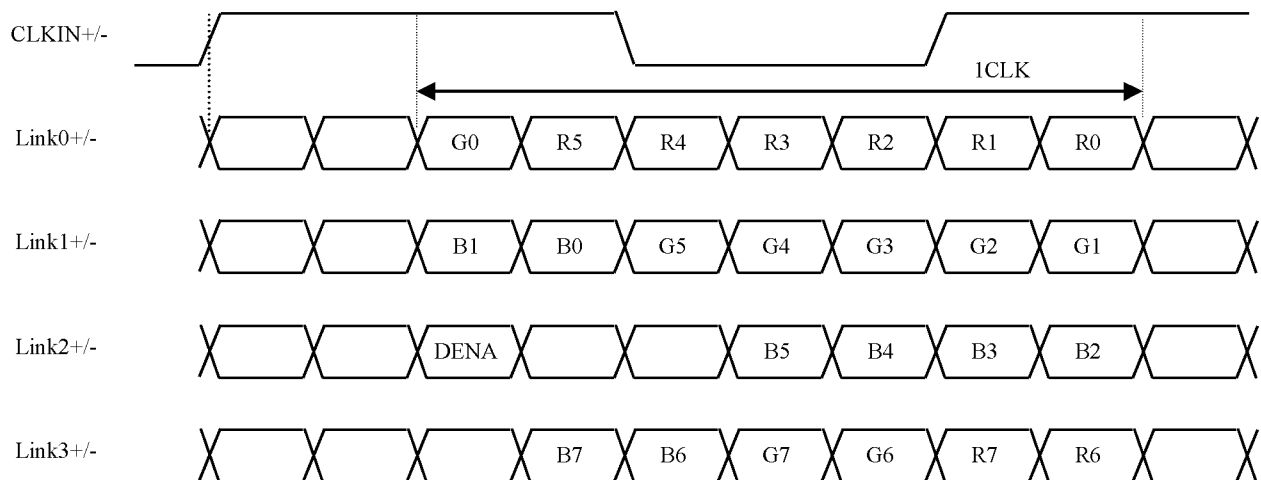 CLKIN+/-
1CLK
Link0+/- G0 R5 R4 R3 R2 R1 R0
Link1+/- B1 B0 G5 G4 G3 G2 G1
Link2+/- DENA B5 B4 B3 B2
Link3+/- B7 B6 G7 G6 R7 R6